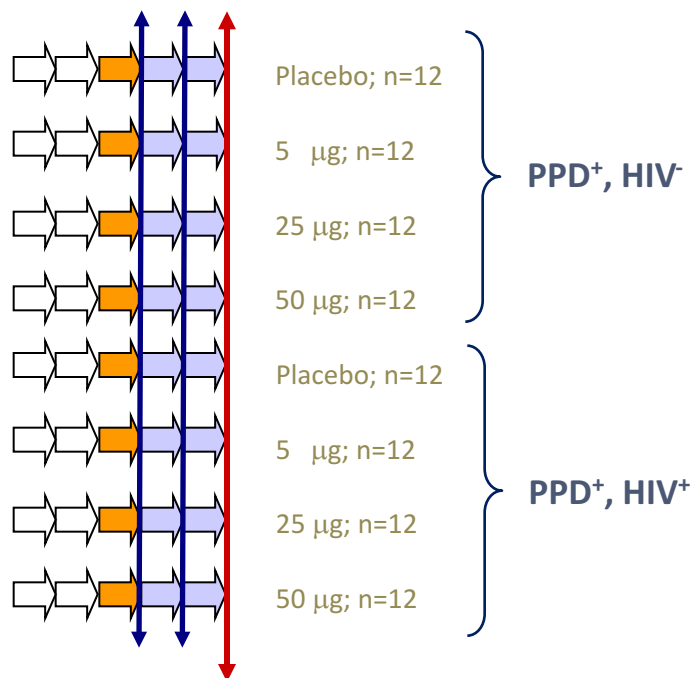 Placebo; n=12
5 μg; n=12
25 μg; n=12
50 μg; n=12
PPD⁺, HIV⁻
Placebo; n=12
5 μg; n=12
25 μg; n=12
50 μg; n=12
PPD⁺, HIV⁺